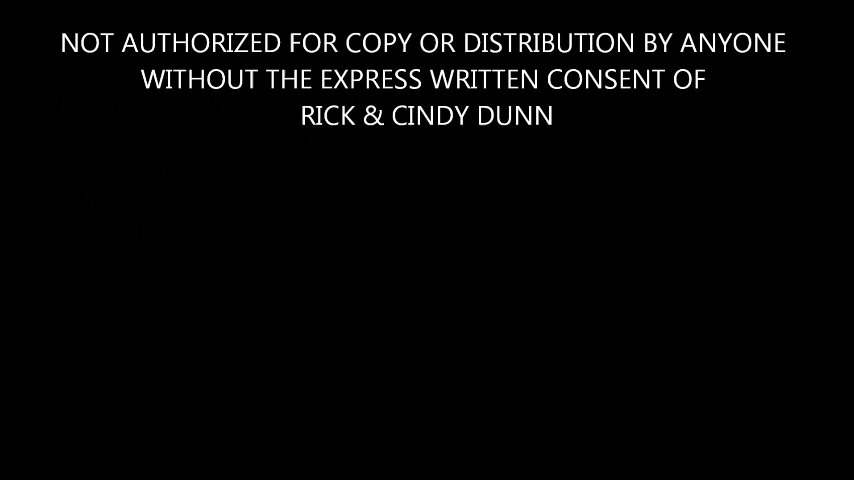 NOT AUTHORIZED FOR COPY OR DISTRIBUTION BY ANYONE
WITHOUT THE EXPRESS WRITTEN CONSENT OF
RICK & CINDY DUNN